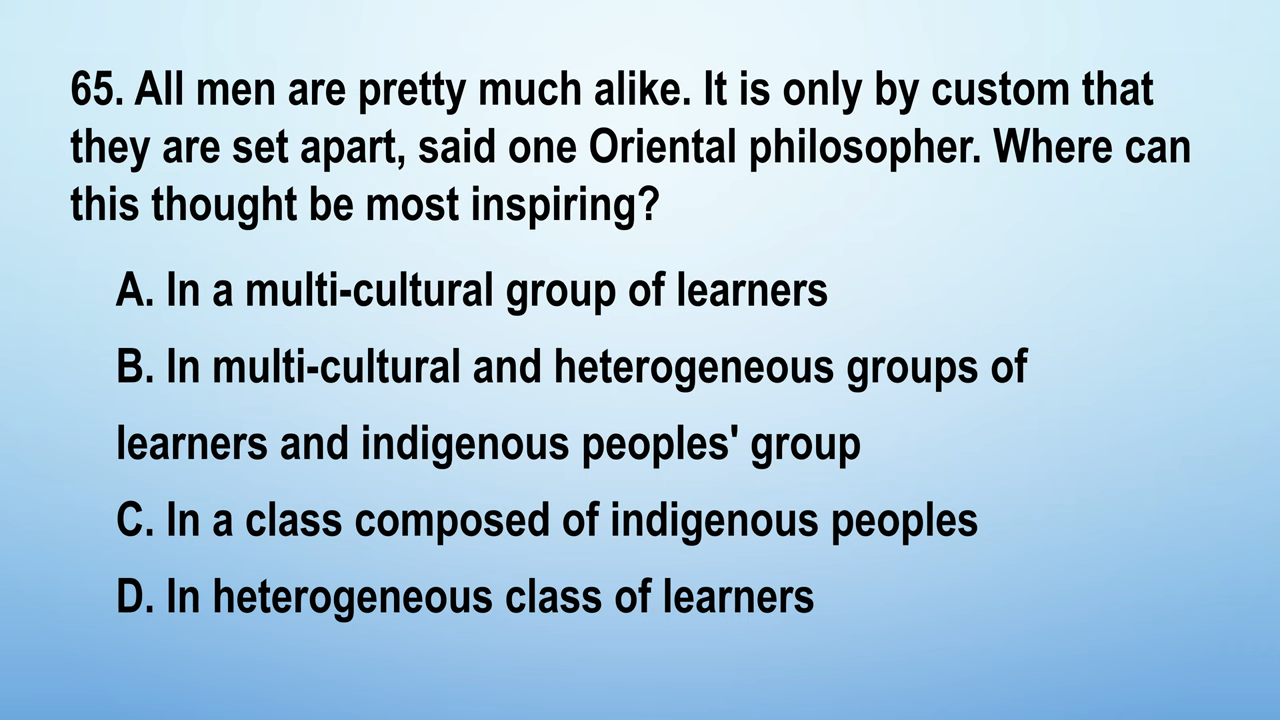 65. All men are pretty much alike. It is only by custom that
they are set apart, said one Oriental philosopher. Where can
this thought be most inspiring?
A. In a multi-cultural group of learners
B. In multi-cultural and heterogeneous groups of
learners and indigenous peoples' group
C. In a class composed of indigenous peoples
D. In heterogeneous class of learners